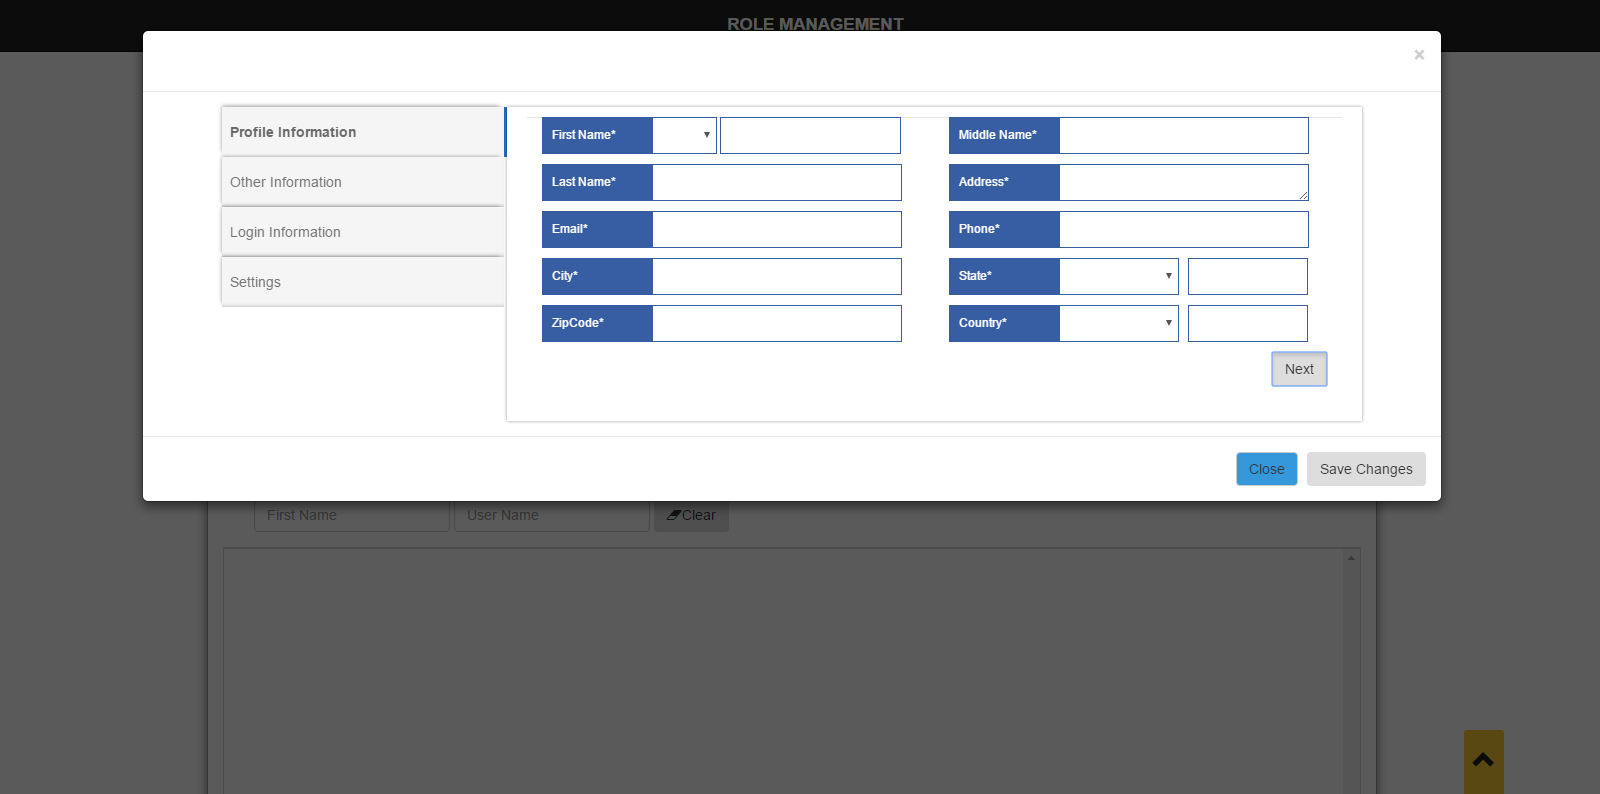 ROLE MANAGEMENT
×
Profile Information
Other Information
Login Information
Settings
First Name*
Middle Name*
Last Name*
Address*
Email*
Phone*
City*
State*
ZipCode*
Country*
Next
Close
Save Changes
First Name
User Name
Clear